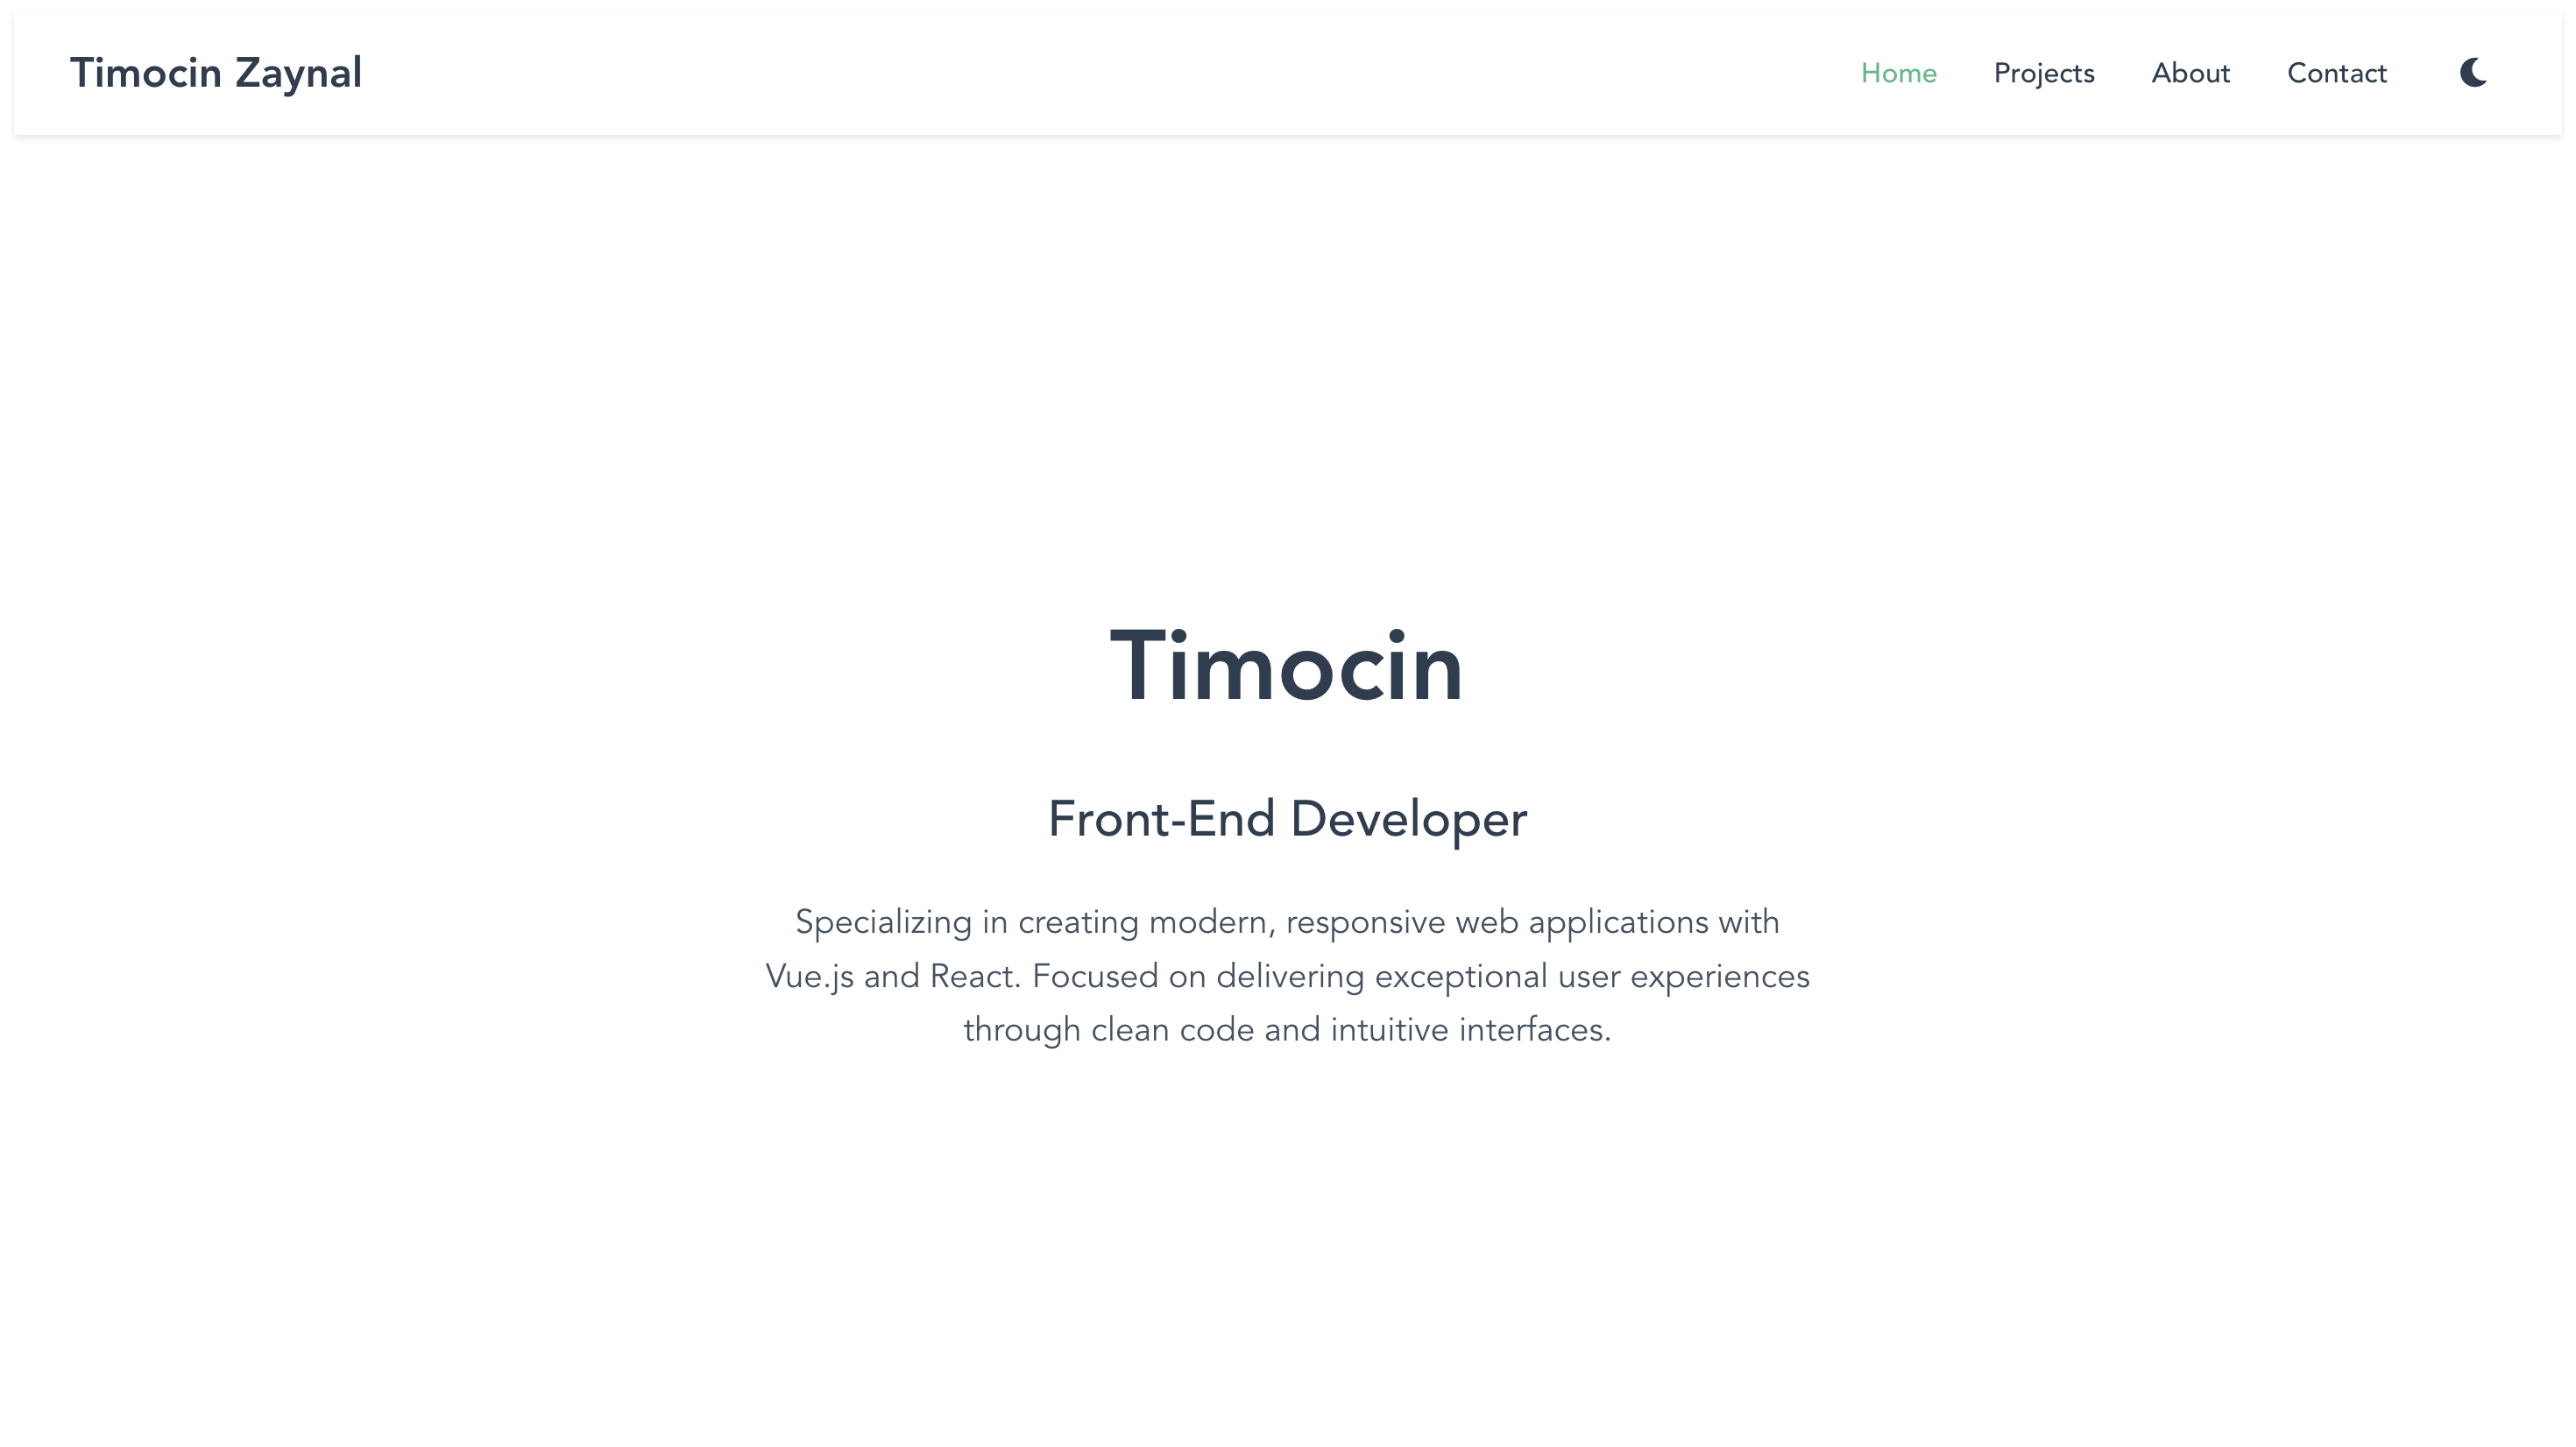 Timocin Zaynal
Home Projects About Contact
Timocin
Front-End Developer
Specializing in creating modern, responsive web applications with
Vue.js and React. Focused on delivering exceptional user experiences
through clean code and intuitive interfaces.